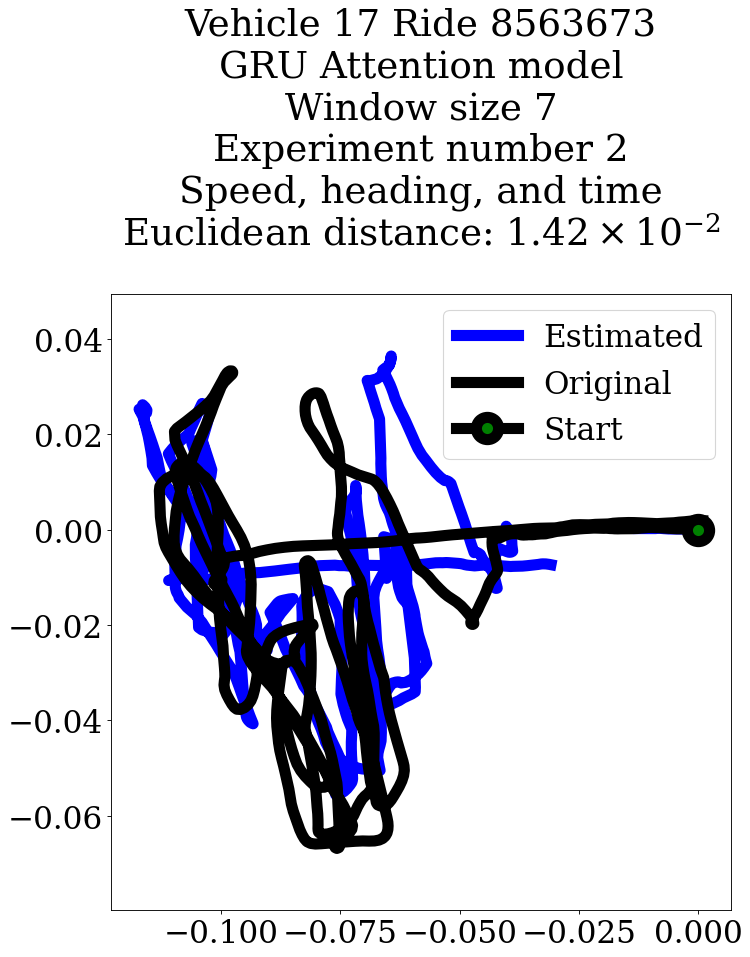 Vehicle 17 Ride 8563673
GRU Attention model
Window size 7
Experiment number 2
Speed, heading, and time
Euclidean distance: 1.42 × 10⁻²
Estimated
Original
Start
0.04
0.02
0.00
−0.02
−0.04
−0.06
−0.100 −0.075 −0.050 −0.025 0.000